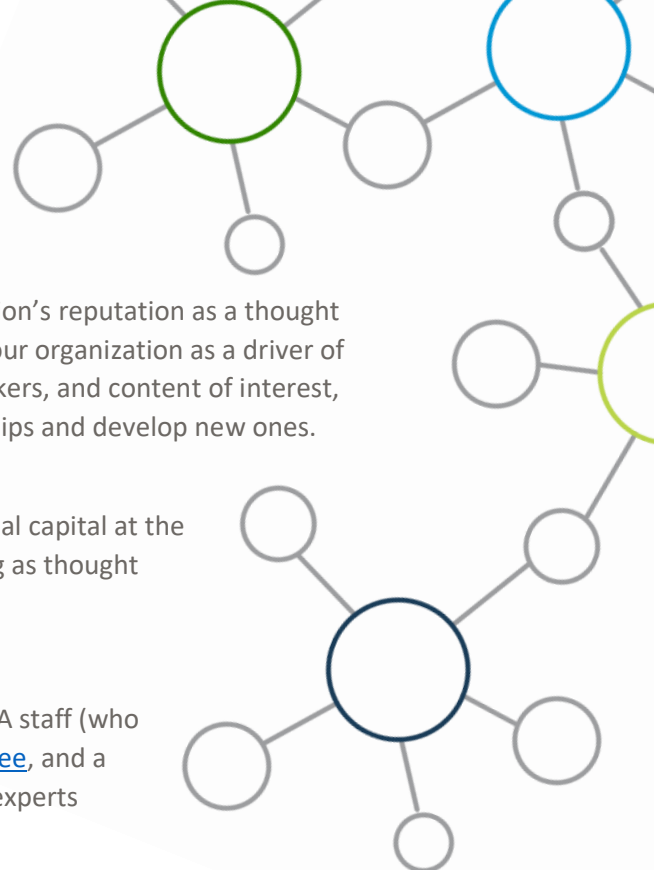 on’s reputation as a thought
our organization as a driver of
kers, and content of interest,
ips and develop new ones.
al capital at the
g as thought
A staff (who
ee, and a
experts